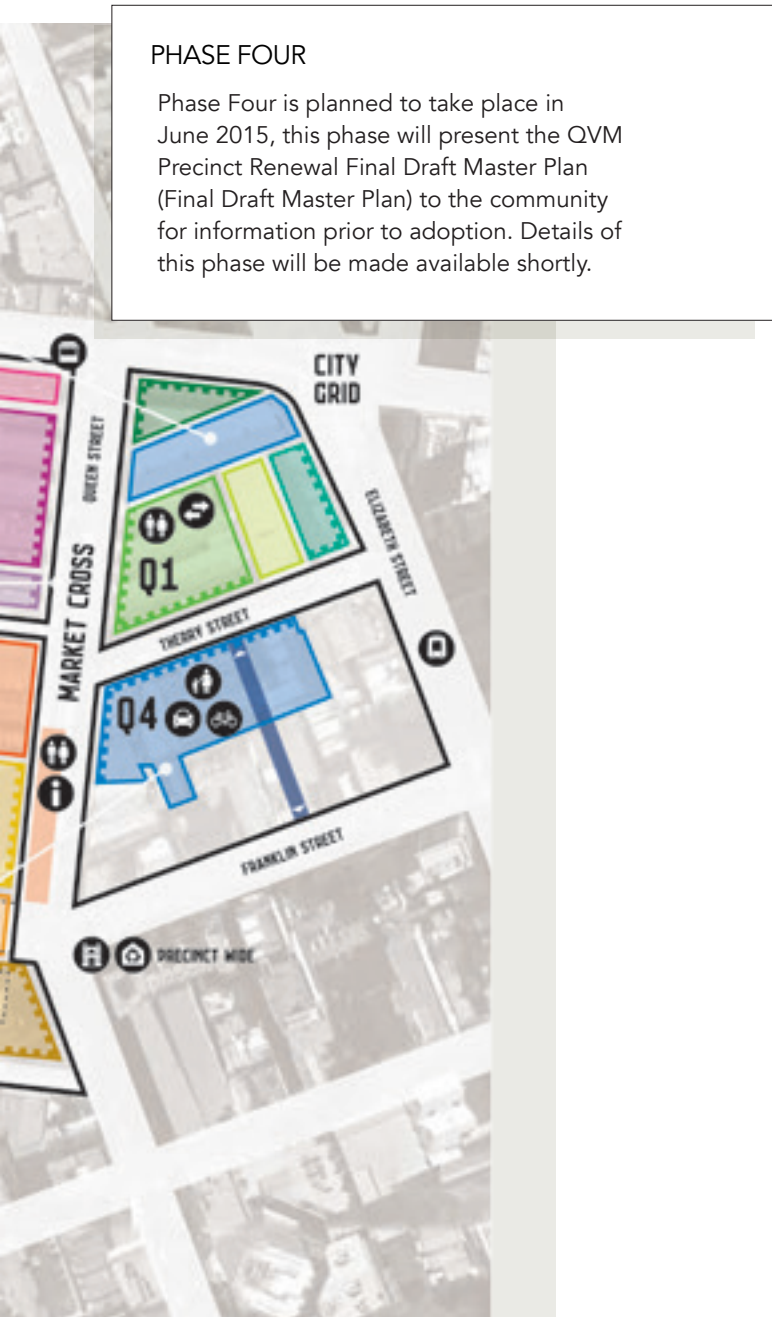 PHASE FOUR
Phase Four is planned to take place in
June 2015, this phase will present the QVM
Precinct Renewal Final Draft Master Plan
(Final Draft Master Plan) to the community
for information prior to adoption. Details of
this phase will be made available shortly.
CITY
GRID
QUEEN STREET
ELIZABETH STREET
Q1
MARKET CROSS
THERRY STREET
Q4
FRANKLIN STREET
PRECINCT WIDE